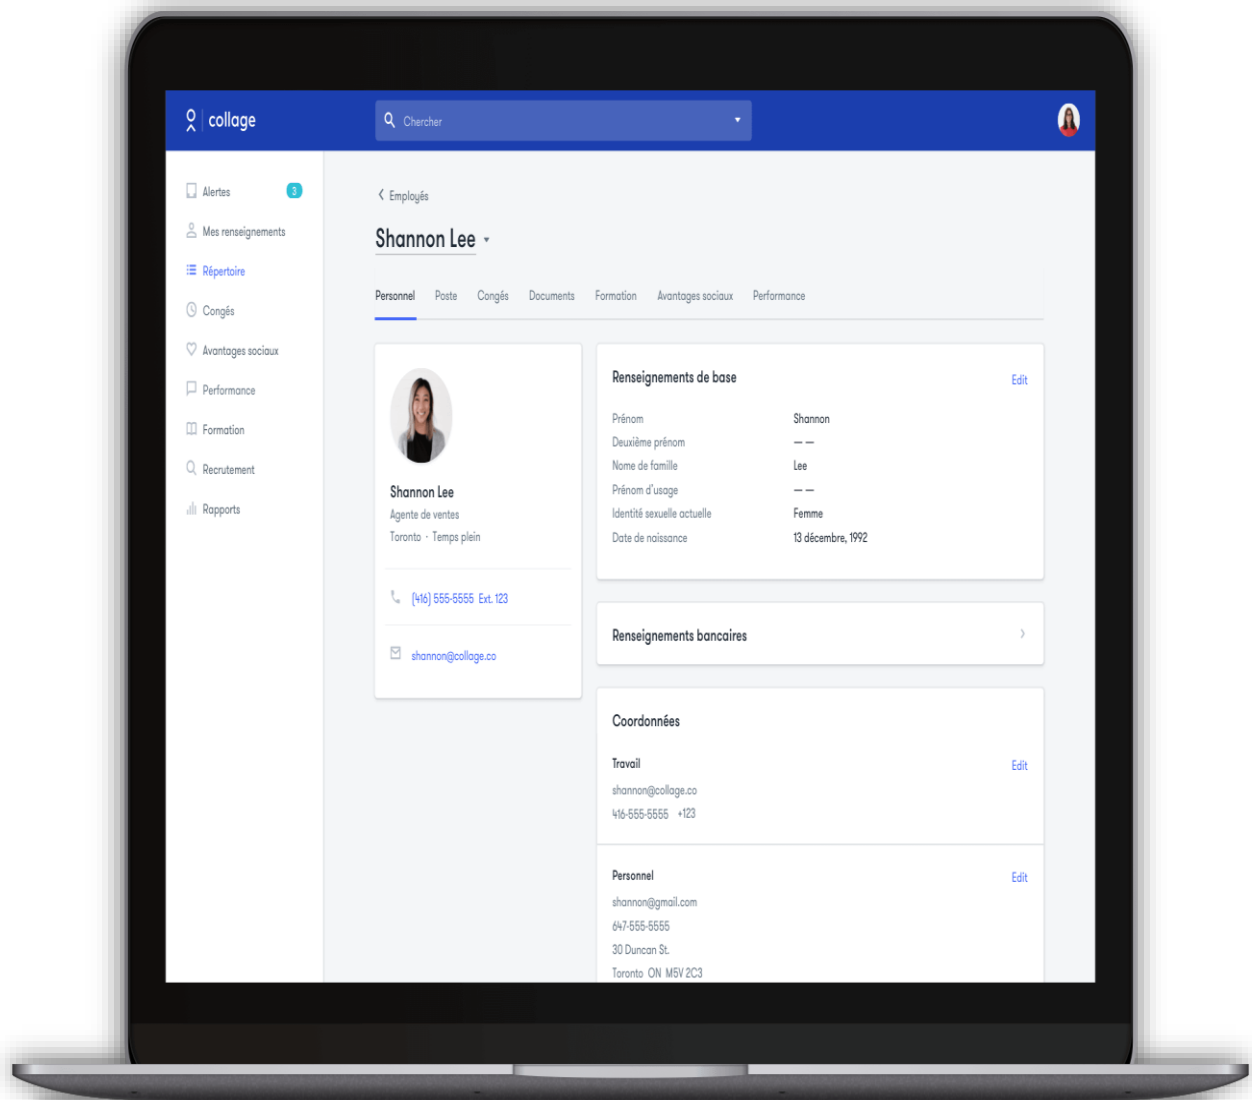 collage
Chercher
Alertes 3
Mes renseignements
Répertoire
Congés
Avantages sociaux
Performance
Formation
Recrutement
Rapports
Employés
Shannon Lee
Personnel Poste Congés Documents Formation Avantages sociaux Performance
Shannon Lee
Agente de ventes
Toronto · Temps plein
(416) 555-5555 Ext. 123
shannon@collage.co
Renseignements de base Edit
Prénom Shannon
Deuxième prénom — —
Nome de famille Lee
Prénom d'usage — —
Identité sexuelle actuelle Femme
Date de naissance 13 décembre, 1992
Renseignements bancaires
Coordonnées
Travail Edit
shannon@collage.co
416-555-5555 +123
Personnel Edit
shannon@gmail.com
647-555-5555
30 Duncan St.
Toronto ON M5V 2C3